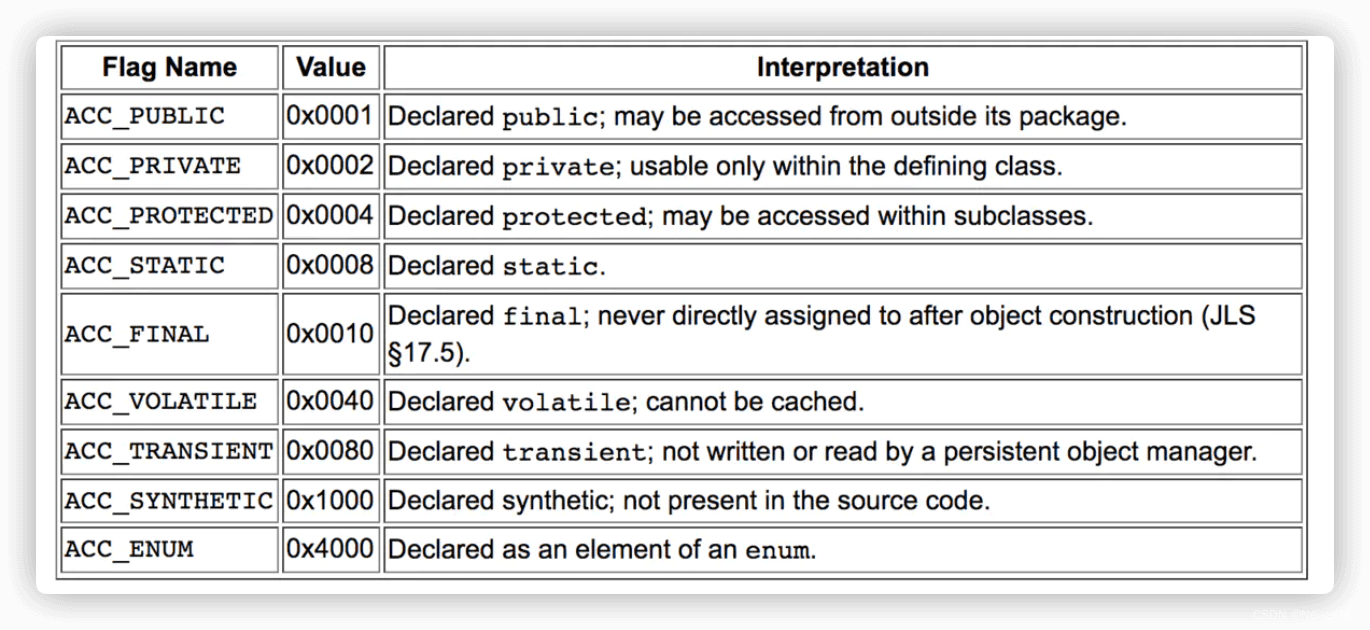 Flag Name Value Interpretation
ACC_PUBLIC 0x0001 Declared public; may be accessed from outside its package.
ACC_PRIVATE 0x0002 Declared private; usable only within the defining class.
ACC_PROTECTED 0x0004 Declared protected; may be accessed within subclasses.
ACC_STATIC 0x0008 Declared static.
ACC_FINAL 0x0010 Declared final; never directly assigned to after object construction (JLS
§17.5).
ACC_VOLATILE 0x0040 Declared volatile; cannot be cached.
ACC_TRANSIENT 0x0080 Declared transient; not written or read by a persistent object manager.
ACC_SYNTHETIC 0x1000 Declared synthetic; not present in the source code.
ACC_ENUM 0x4000 Declared as an element of an enum.